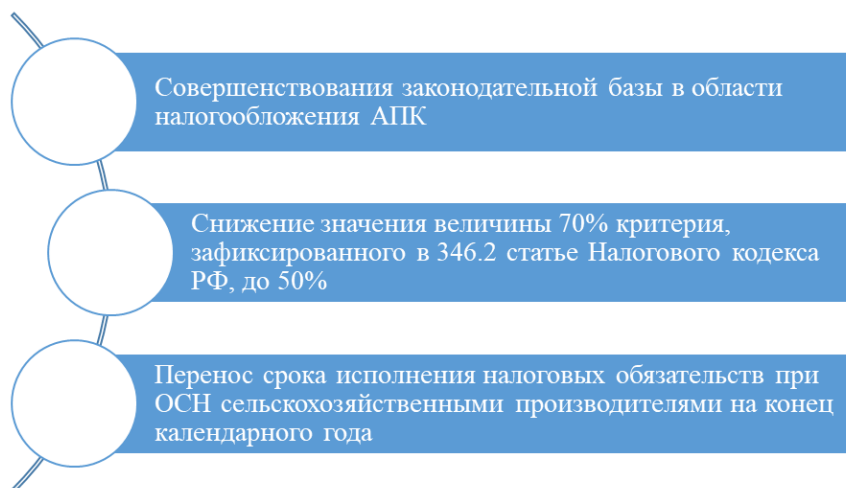 Совершенствования законодательной базы в области
налогообложения АПК
Снижение значения величины 70% критерия,
зафиксированного в 346.2 статье Налогового кодекса
РФ, до 50%
Перенос срока исполнения налоговых обязательств при
ОСН сельскохозяйственными производителями на конец
календарного года